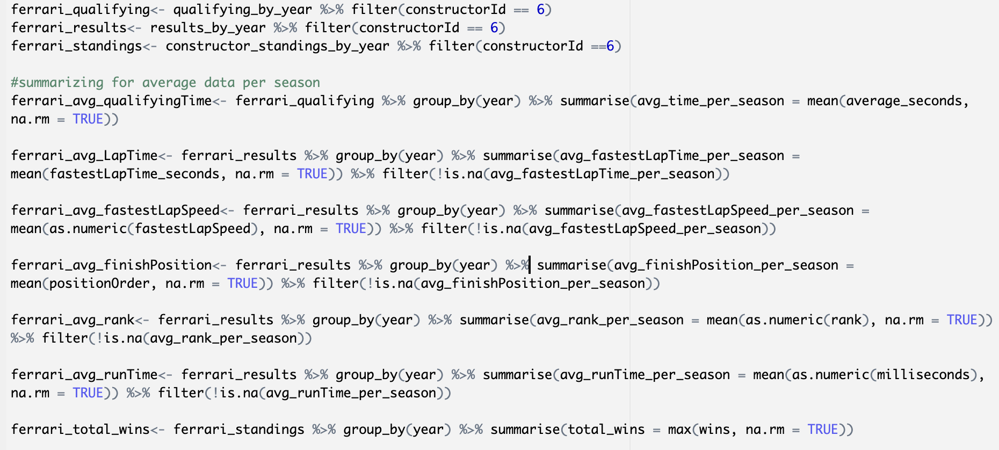 ferrari_qualifying<- qualifying_by_year %>% filter(constructorId == 6)
ferrari_results<- results_by_year %>% filter(constructorId == 6)
ferrari_standings<- constructor_standings_by_year %>% filter(constructorId ==6)
#summarizing for average data per season
ferrari_avg_qualifyingTime<- ferrari_qualifying %>% group_by(year) %>% summarise(avg_time_per_season = mean(average_seconds,
na.rm = TRUE))
ferrari_avg_LapTime<- ferrari_results %>% group_by(year) %>% summarise(avg_fastestLapTime_per_season =
mean(fastestLapTime_seconds, na.rm = TRUE)) %>% filter(!is.na(avg_fastestLapTime_per_season))
ferrari_avg_fastestLapSpeed<- ferrari_results %>% group_by(year) %>% summarise(avg_fastestLapSpeed_per_season =
mean(as.numeric(fastestLapSpeed), na.rm = TRUE)) %>% filter(!is.na(avg_fastestLapSpeed_per_season))
ferrari_avg_finishPosition<- ferrari_results %>% group_by(year) %>% summarise(avg_finishPosition_per_season =
mean(positionOrder, na.rm = TRUE)) %>% filter(!is.na(avg_finishPosition_per_season))
ferrari_avg_rank<- ferrari_results %>% group_by(year) %>% summarise(avg_rank_per_season = mean(as.numeric(rank), na.rm = TRUE))
%>% filter(!is.na(avg_rank_per_season))
ferrari_avg_runTime<- ferrari_results %>% group_by(year) %>% summarise(avg_runTime_per_season = mean(as.numeric(milliseconds),
na.rm = TRUE)) %>% filter(!is.na(avg_runTime_per_season))
ferrari_total_wins<- ferrari_standings %>% group_by(year) %>% summarise(total_wins = max(wins, na.rm = TRUE))